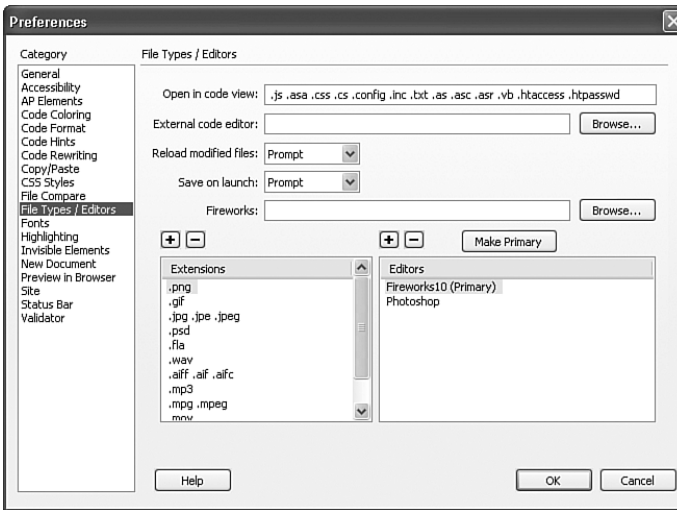 Preferences
Category
General
Accessibility
AP Elements
Code Coloring
Code Format
Code Hints
Code Rewriting
Copy/Paste
CSS Styles
File Compare
File Types / Editors
Fonts
Highlighting
Invisible Elements
New Document
Preview in Browser
Site
Status Bar
Validator
File Types / Editors
Open in code view: .js .asa .css .cs .config .inc .txt .as .asc .asr .vb .htaccess .htpasswd
External code editor: Browse...
Reload modified files: Prompt
Save on launch: Prompt
Fireworks: Browse...
Make Primary
Extensions
.png
.gif
.jpg .jpe .jpeg
.psd
.fla
.wav
.aiff .aif .aifc
.mp3
.mpg .mpeg
.mov
Editors
Fireworks10 (Primary)
Photoshop
Help OK Cancel